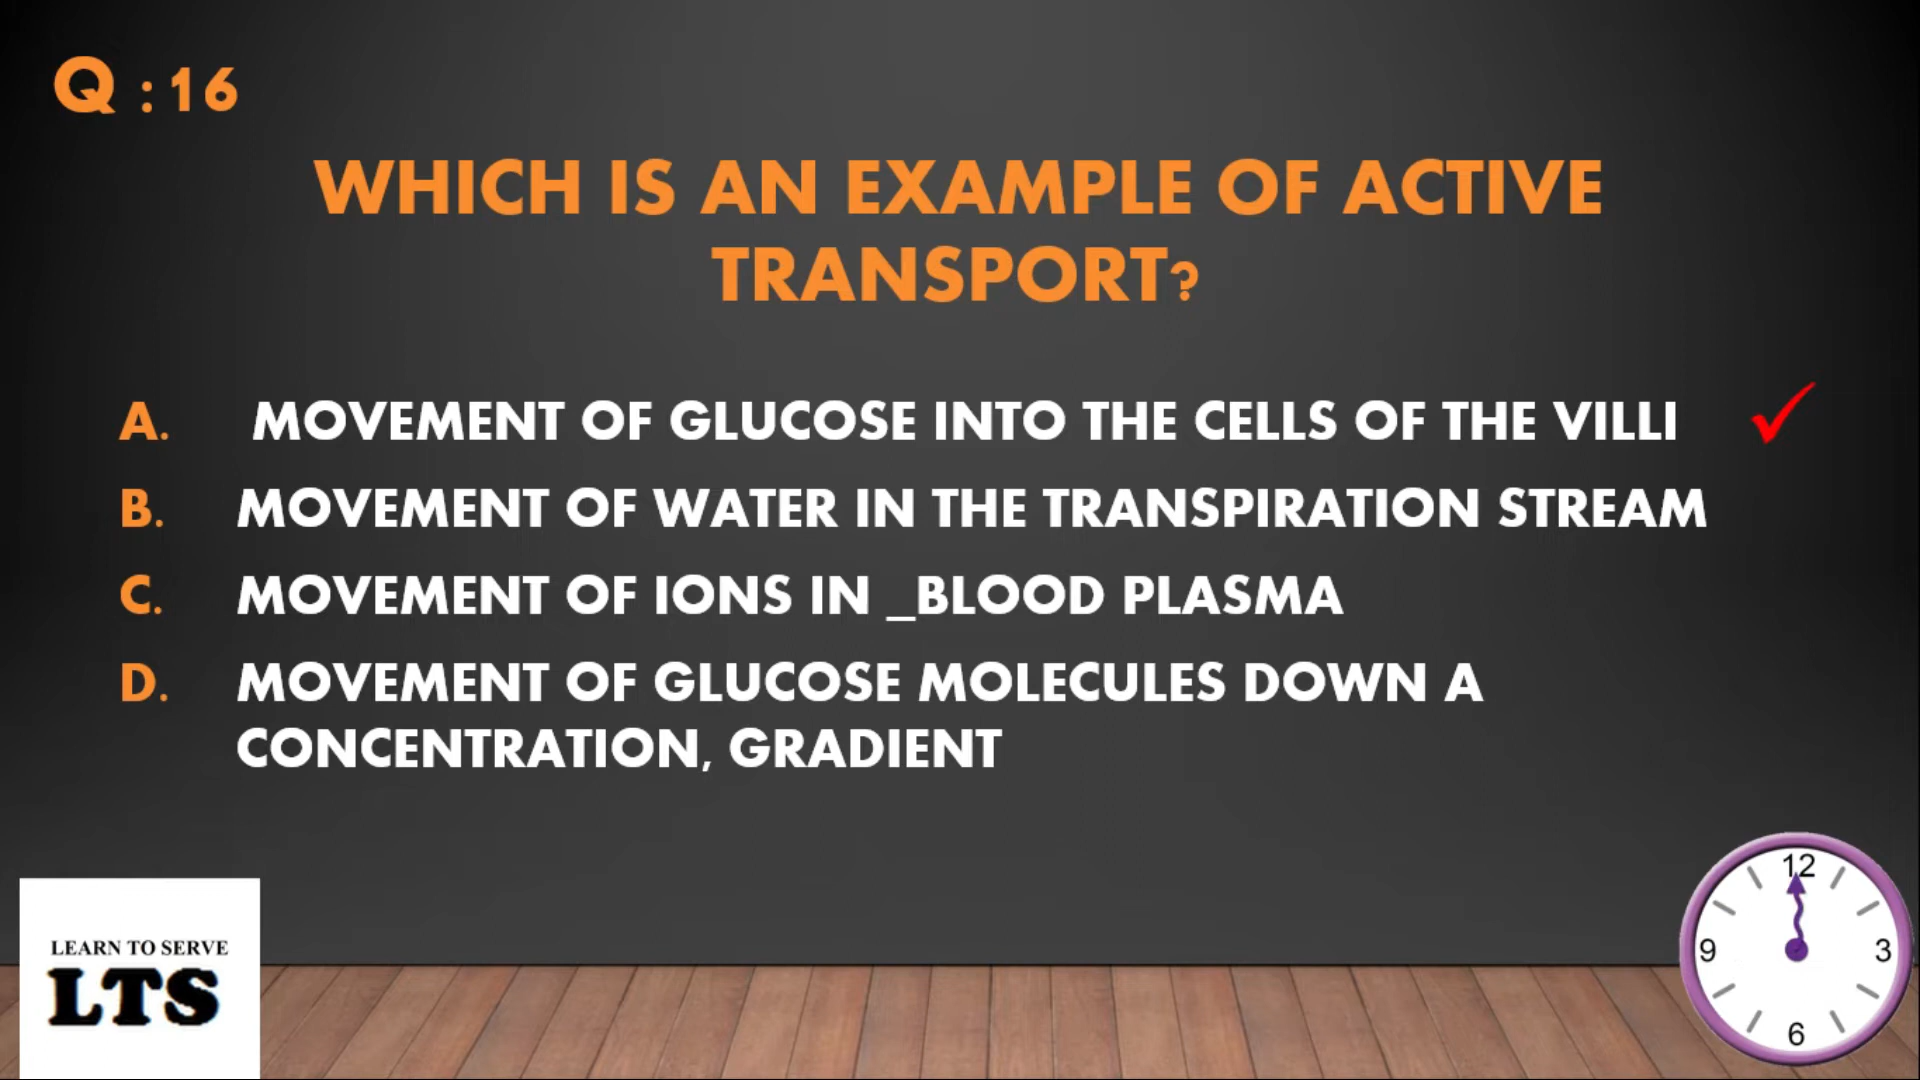 Q : 16
WHICH IS AN EXAMPLE OF ACTIVE
TRANSPORT?
A. MOVEMENT OF GLUCOSE INTO THE CELLS OF THE VILLI
B. MOVEMENT OF WATER IN THE TRANSPIRATION STREAM
C. MOVEMENT OF IONS IN _BLOOD PLASMA
D. MOVEMENT OF GLUCOSE MOLECULES DOWN A
CONCENTRATION, GRADIENT
LEARN TO SERVE
LTS
12
9 3
6